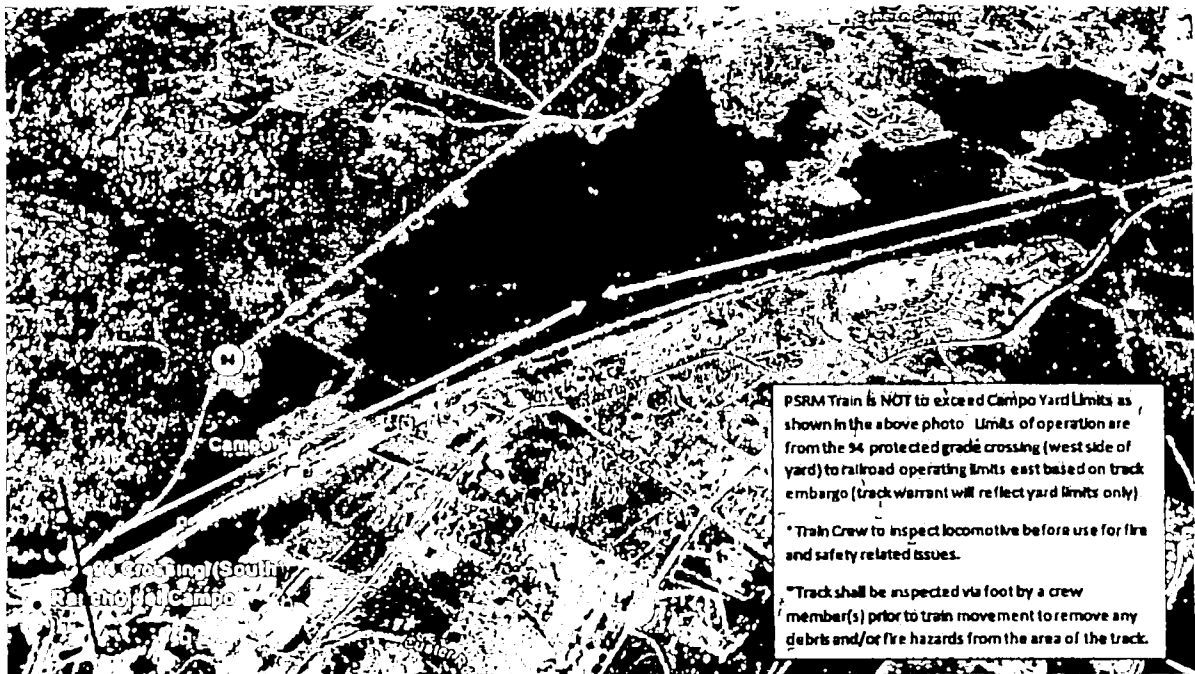 Campo
94 Crossing (South
Rancho del Campo
PSRM Train is NOT to exceed Campo Yard Limits as
shown in the above photo Limits of operation are
from the 94 protected grade crossing (west side of
yard) to railroad operating limits east based on track
embargo (track warrant will reflect yard limits only)
*Train Crew to inspect locomotive before use for fire
and safety related issues.
*Track shall be inspected via foot by a crew
member(s) prior to train movement to remove any
debris and/or fire hazards from the area of the track.